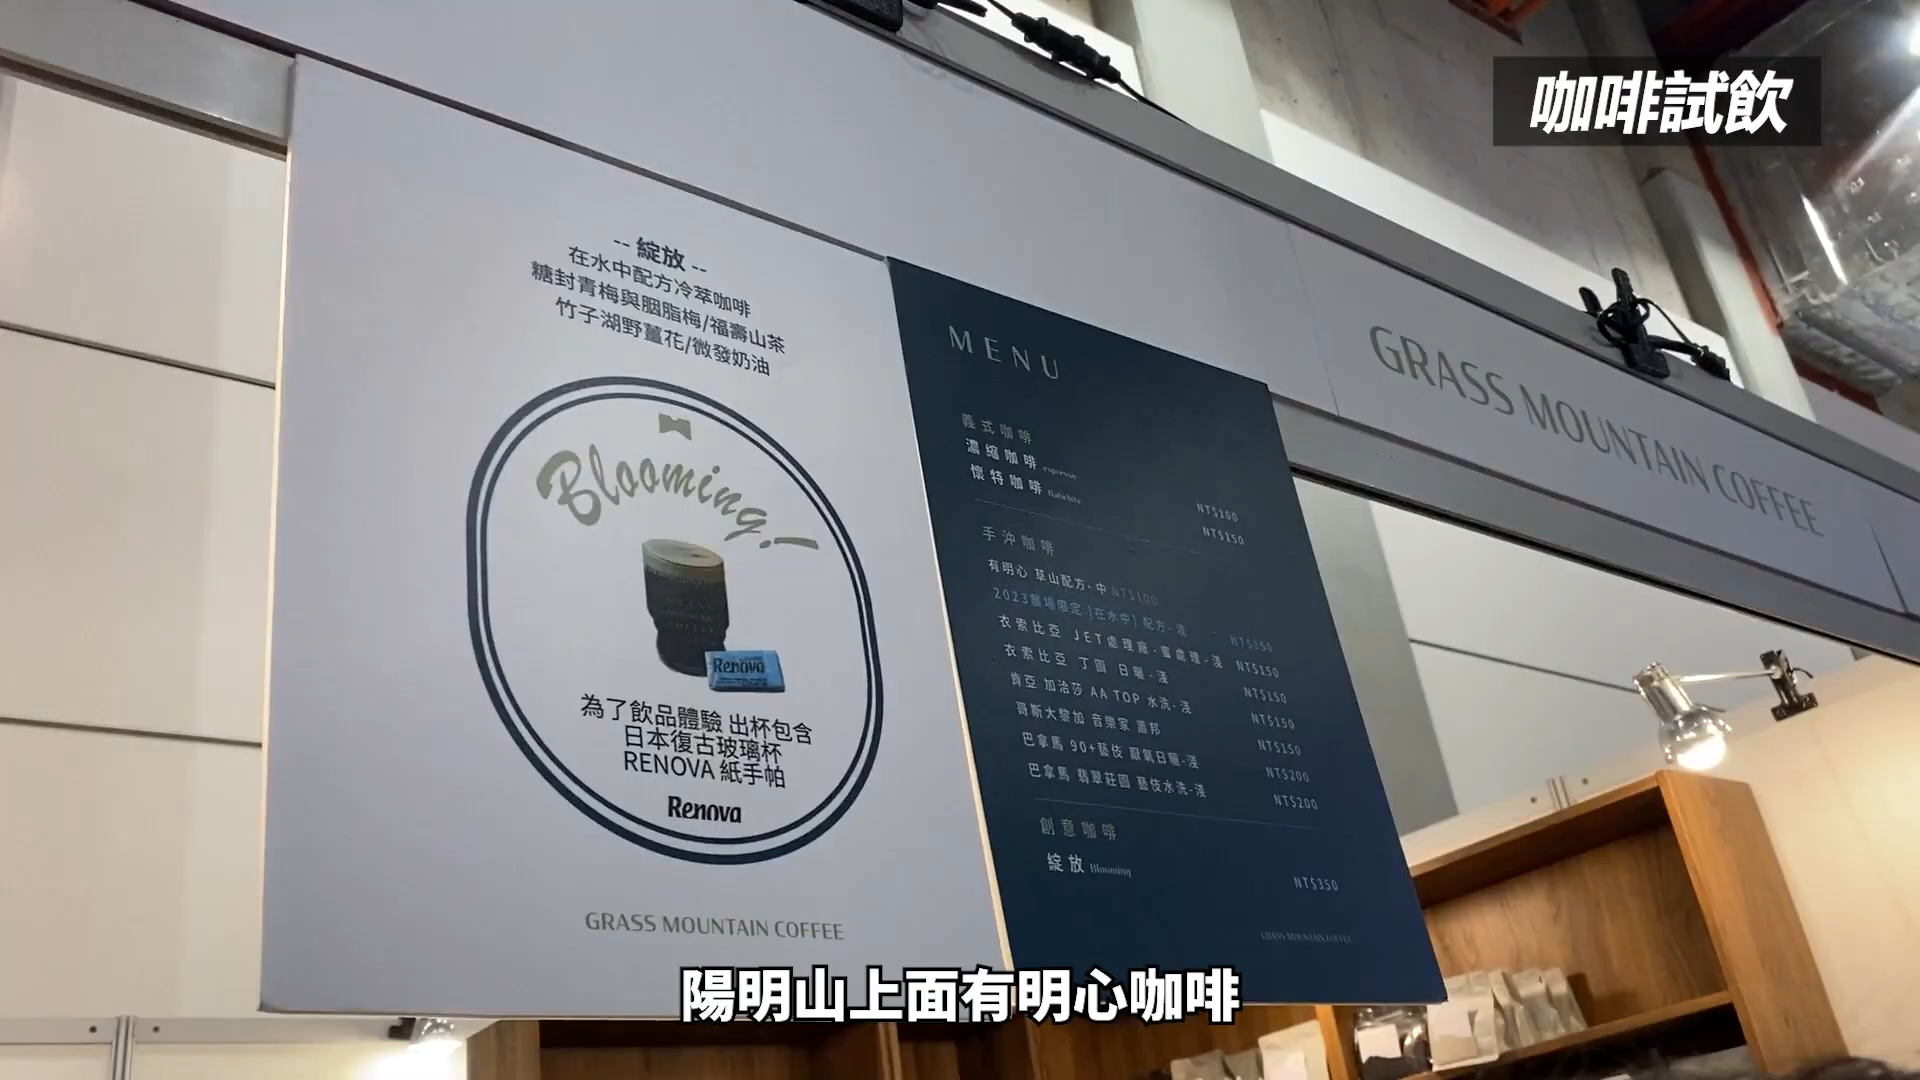 咖啡試飲
-- 綻放 --
在水中配方冷萃咖啡
糖封青梅與胭脂梅/福壽山茶
竹子湖野薑花/微發奶油
Blooming!
Renova
為了飲品體驗 出杯包含
日本復古玻璃杯
RENOVA 紙手帕
Renova
GRASS MOUNTAIN COFFEE
MENU
義式咖啡
濃縮咖啡 espresso NT$100
懷特咖啡 flatwhite NT$150
手沖咖啡
有明心 草山配方-中 NT$100
2023展場限定 [在水中] 配方-淺 NT$150
衣索比亞 JET處理廠-蜜處理-淺 NT$150
衣索比亞 丁圖 日曬-淺 NT$150
肯亞 加洽莎 AA TOP 水洗-淺 NT$150
哥斯大黎加 音樂家 蕭邦 NT$150
巴拿馬 90+藝伎 厭氧日曬-淺 NT$200
巴拿馬 翡翠莊園 藝伎水洗-淺 NT$200
創意咖啡
綻放 Blooming NT$350
GRASS MOUNTAIN COFFEE
GRASS MOUNTAIN COFFEE
陽明山上面有明心咖啡